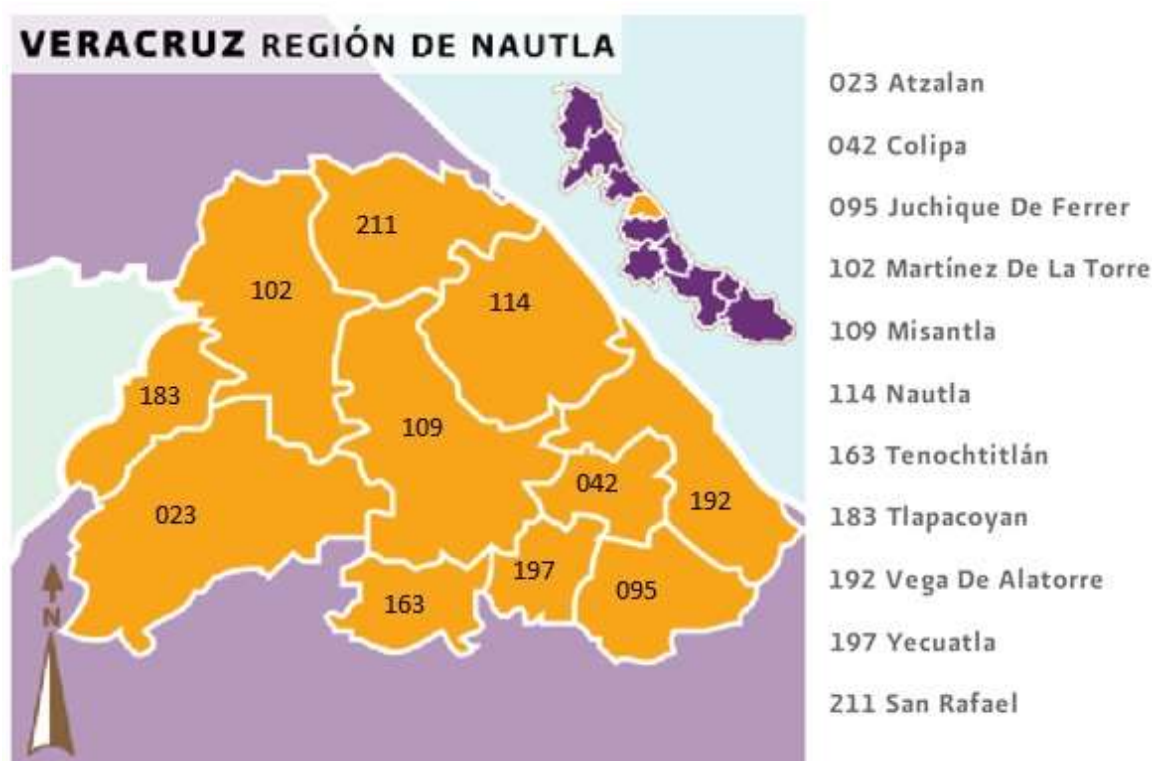 VERACRUZ REGIÓN DE NAUTLA
211
102
114
183
109
042
023
192
197
095
163
N
023 Atzalan
042 Colipa
095 Juchique De Ferrer
102 Martínez De La Torre
109 Misantla
114 Nautla
163 Tenochtitlán
183 Tlapacoyan
192 Vega De Alatorre
197 Yecuatla
211 San Rafael